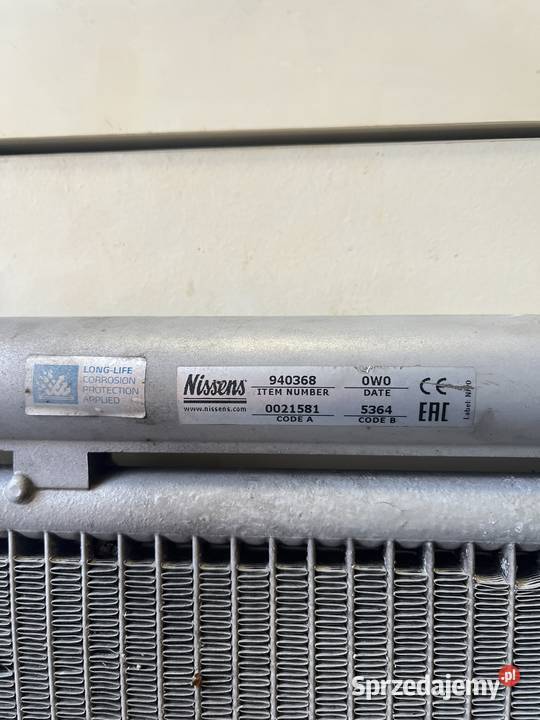 LONG-LIFE
CORROSION
PROTECTION
APPLIED
Nissens
www.nissens.com
940368
ITEM NUMBER
0W0
DATE
0021581
CODE A
5364
CODE B
CE
EAC
Sprzedajemy.pl